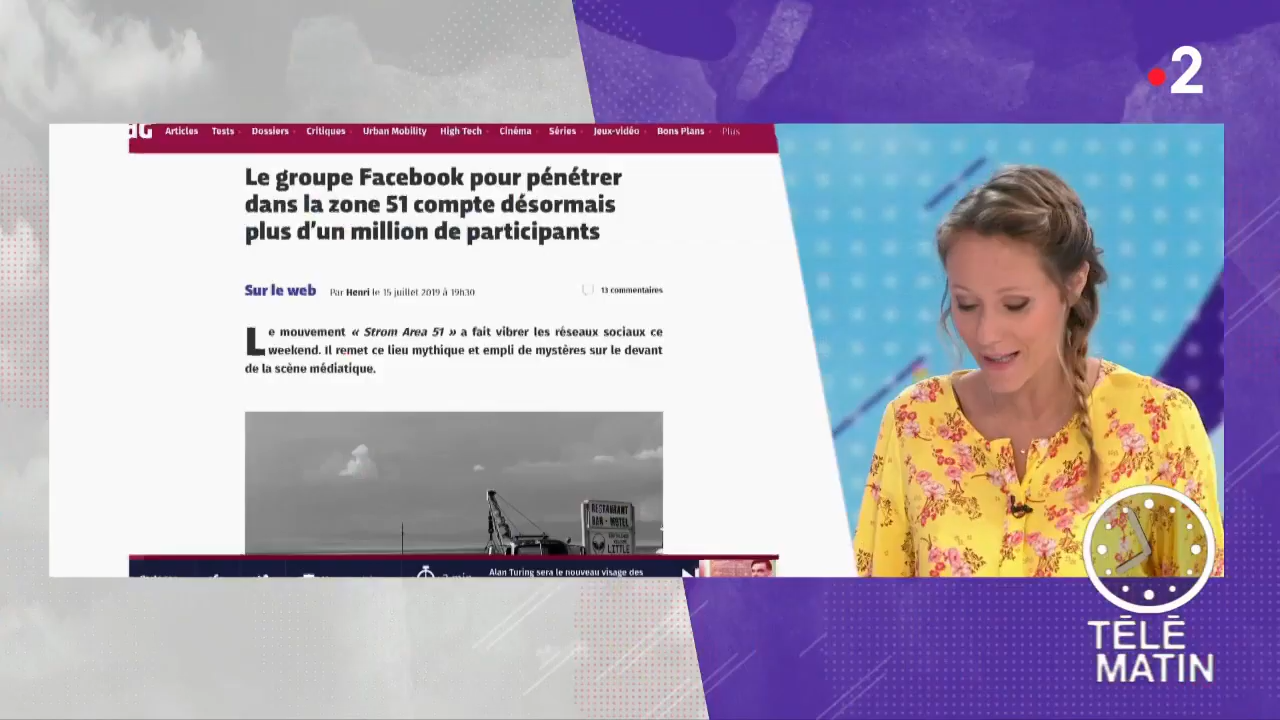 2
Articles Tests Dossiers Critiques Urban Mobility High Tech Cinéma Séries Jeux-vidéo Bons Plans Plus
Le groupe Facebook pour pénétrer
dans la zone 51 compte désormais
plus d'un million de participants
Sur le web Par Henri le 15 juillet 2019 à 19h30 13 commentaires
Le mouvement « Strom Area 51 » a fait vibrer les réseaux sociaux ce
weekend. Il remet ce lieu mythique et empli de mystères sur le devant
de la scène médiatique.
RESTAURANT
BAR - MOTEL
LITTLE
Alan Turing sera le nouveau visage des
TÉLÉ
MATIN